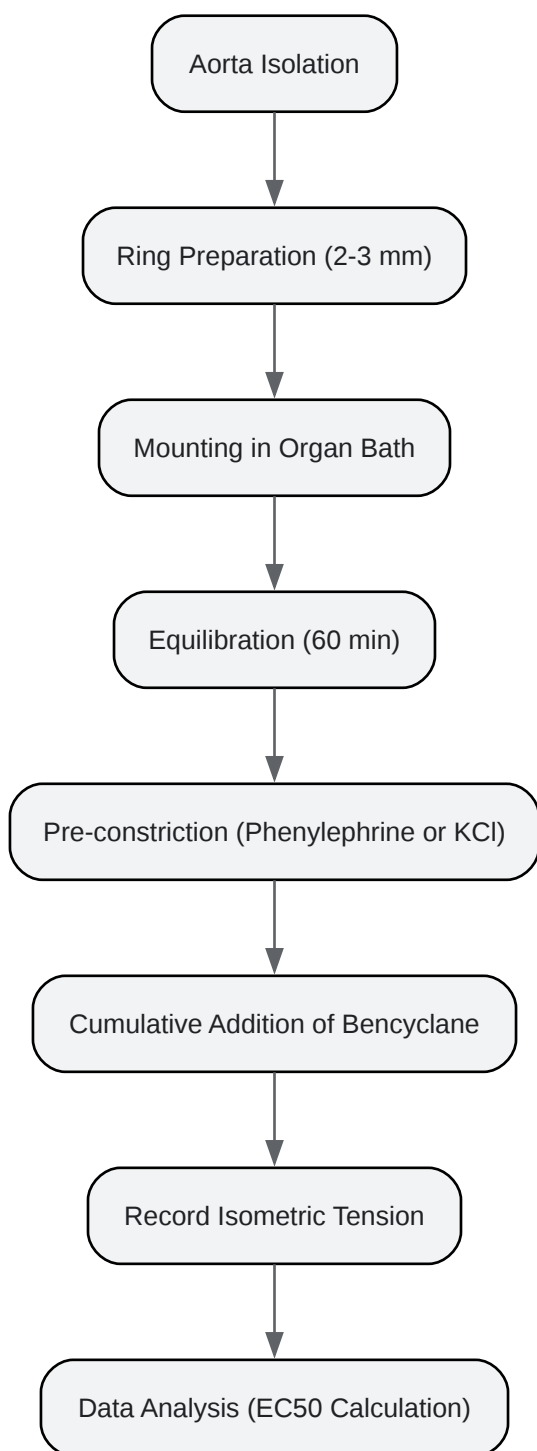 Aorta Isolation
Ring Preparation (2-3 mm)
Mounting in Organ Bath
Equilibration (60 min)
Pre-constriction (Phenylephrine or KCl)
Cumulative Addition of Bencyclane
Record Isometric Tension
Data Analysis (EC50 Calculation)